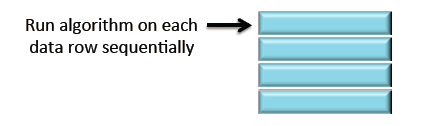 Run algorithm on each
data row sequentially